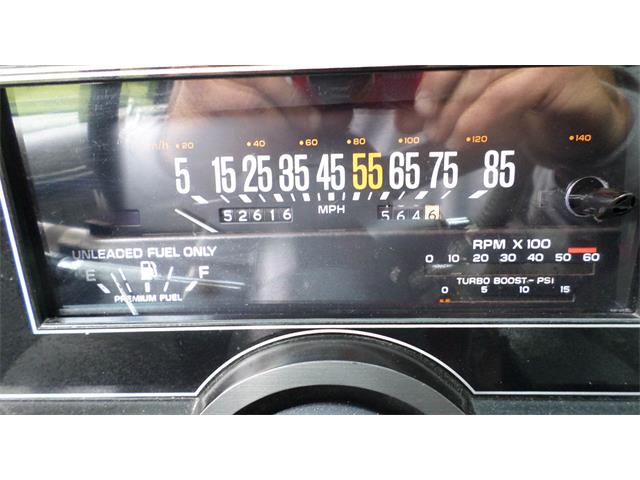 km/h 20 40 60 80 100 120 140
5 15 25 35 45 55 65 75 85
52616 MPH 5646
UNLEADED FUEL ONLY
E F
PREMIUM FUEL
RPM X 100
0 10 20 30 40 50 60
TURBO BOOST-PSI
0 5 10 15